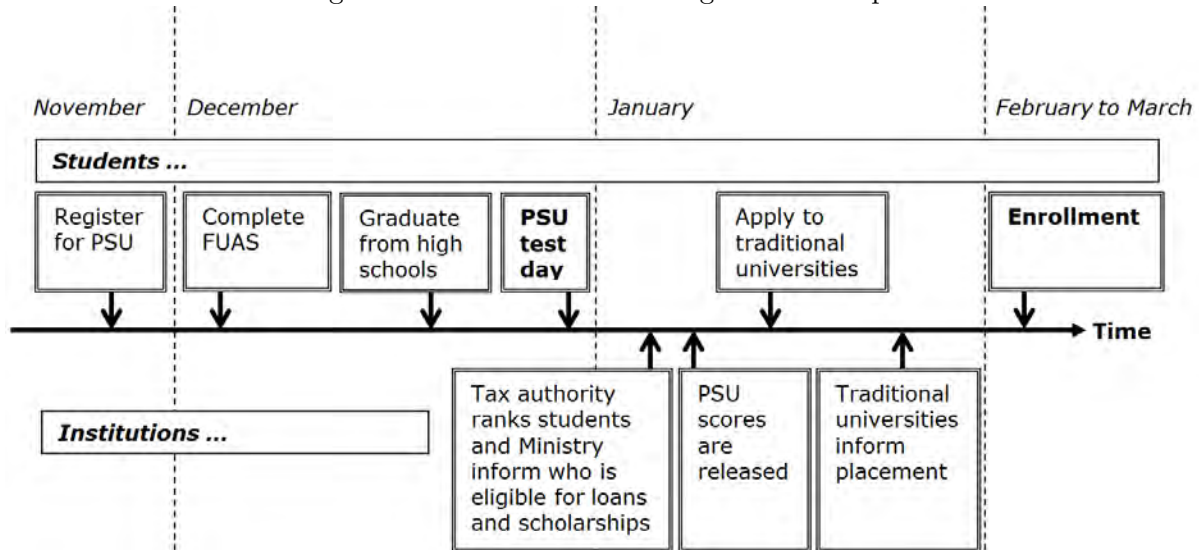 November
December
January
February to March
Students ...
Register
for PSU
Complete
FUAS
Graduate
from high
schools
PSU
test
day
Apply to
traditional
universities
Enrollment
Time
Institutions ...
Tax authority
ranks students
and Ministry
inform who is
eligible for loans
and scholarships
PSU
scores
are
released
Traditional
universities
inform
placement